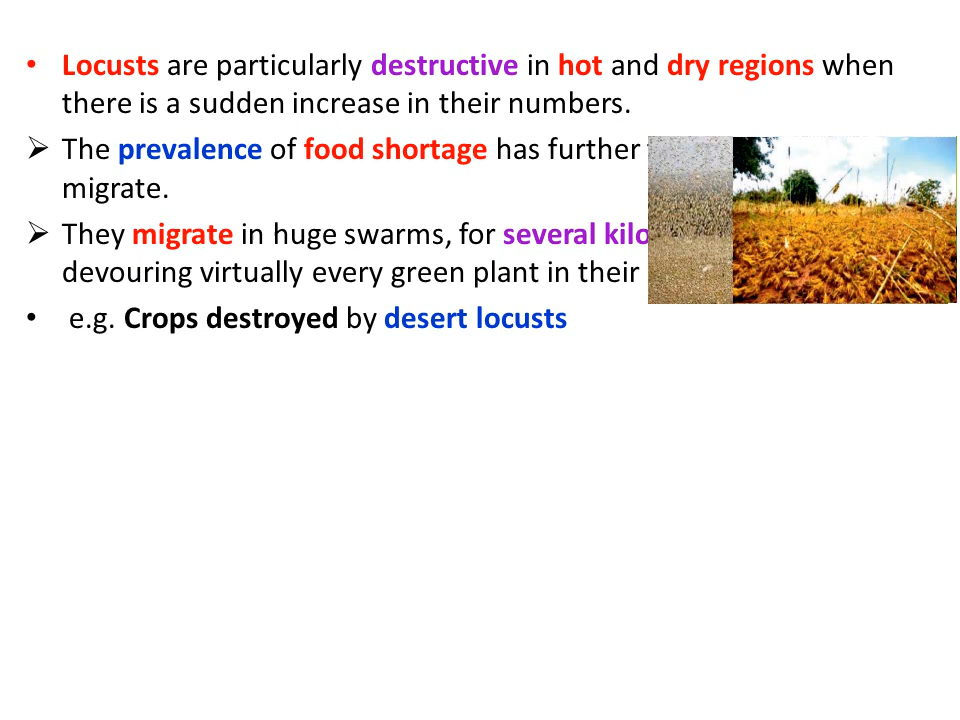 • Locusts are particularly destructive in hot and dry regions when
there is a sudden increase in their numbers.
➢ The prevalence of food shortage has further
migrate.
➢ They migrate in huge swarms, for several
devouring virtually every green plant in their
• e.g. Crops destroyed by desert locusts